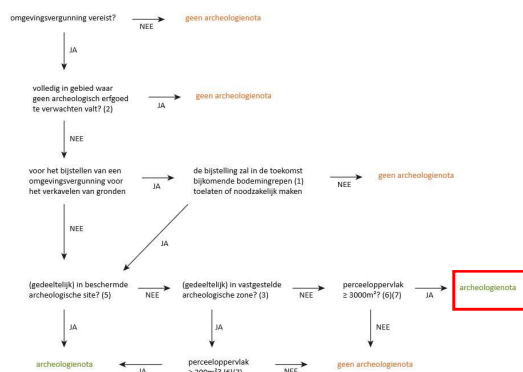 omgevingsvergunning vereist?
NEE
geen archeologienota
JA
volledig in gebied waar
geen archeologisch erfgoed
te verwachten valt? (2)
JA
geen archeologienota
NEE
voor het bijstellen van een
omgevingsvergunning voor
het verkavelen van gronden
JA
de bijstelling zal in de toekomst
bijkomende bodemingrepen (1)
toelaten of noodzakelijk maken
NEE
geen archeologienota
NEE
JA
(gedeeltelijk) in beschermde
archeologische site? (5)
NEE
(gedeeltelijk) in vastgestelde
archeologische zone? (3)
NEE
perceeloppervlak
≥ 3000m²? (6)(7)
JA
archeologienota
JA
JA
NEE
archeologienota
JA
perceeloppervlak
NEE
geen archeologienota